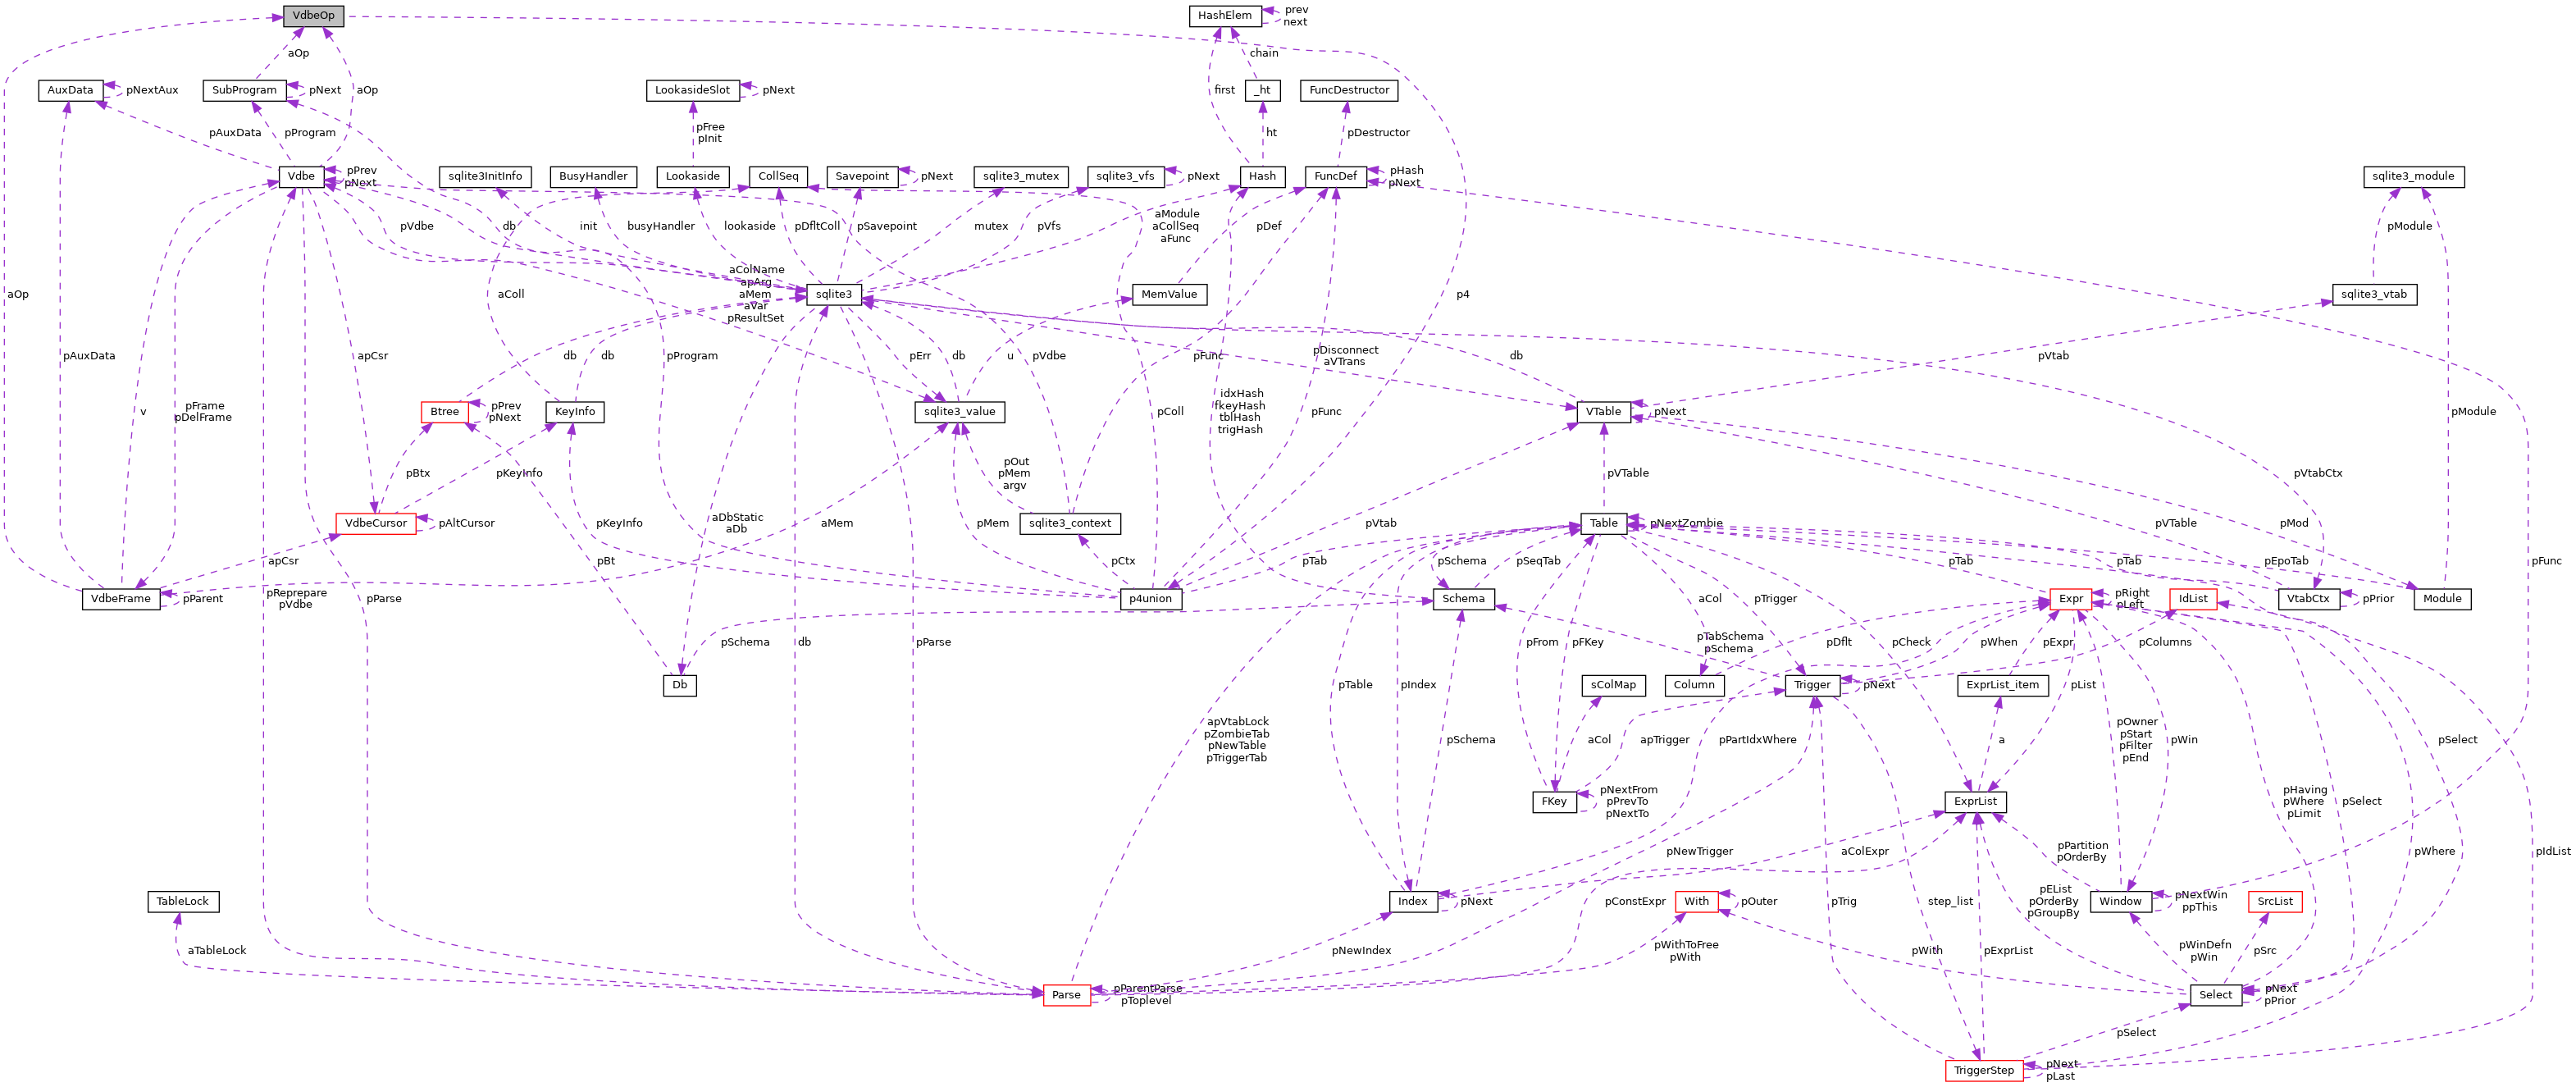 VdbeOp
HashElem
prev
next
aOp
chain
AuxData
pNextAux
SubProgram
pNext
aOp
LookasideSlot
pNext
first
_ht
FuncDestructor
pAuxData
pProgram
pFree
pInit
ht
pDestructor
Vdbe
pPrev
pNext
sqlite3InitInfo
BusyHandler
Lookaside
CollSeq
Savepoint
pNext
sqlite3_mutex
sqlite3_vfs
pNext
Hash
FuncDef
pHash
pNext
sqlite3_module
pVdbe
db
init
busyHandler
lookaside
pDfltColl
pSavepoint
mutex
pVfs
aModule
aCollSeq
aFunc
pDef
pModule
aOp
aColl
aColName
apArg
aMem
aVar
pResultSet
sqlite3
MemValue
p4
sqlite3_vtab
pAuxData
apCsr
db
db
pProgram
pErr
db
u
pVdbe
pFunc
pDisconnect
aVTrans
db
pVtab
v
pFrame
pDelFrame
Btree
pPrev
pNext
KeyInfo
sqlite3_value
pColl
idxHash
fkeyHash
tblHash
trigHash
pFunc
VTable
pNext
pModule
pBtx
pKeyInfo
pOut
pMem
argv
pVTable
pVtabCtx
VdbeCursor
pAltCursor
pKeyInfo
aDbStatic
aDb
aMem
pMem
sqlite3_context
pVtab
Table
pNextZombie
pVTable
pMod
apCsr
pBt
pCtx
pTab
pSchema
pSeqTab
pTab
pTab
pEpoTab
pFunc
VdbeFrame
pParent
pReprepare
pVdbe
pParse
p4union
Schema
aCol
pTrigger
Expr
pRight
pLeft
IdList
VtabCtx
pPrior
Module
pSchema
db
pParse
pFrom
pFKey
pTabSchema
pSchema
pDflt
pCheck
pWhen
pExpr
pColumns
Db
pTable
pIndex
sColMap
Column
Trigger
pNext
ExprList_item
pList
apVtabLock
pZombieTab
pNewTable
pTriggerTab
pSchema
aCol
apTrigger
pPartIdxWhere
a
pOwner
pStart
pFilter
pEnd
pWin
pSelect
FKey
pNextFrom
pPrevTo
pNextTo
ExprList
pHaving
pWhere
pLimit
pSelect
pNewTrigger
aColExpr
pPartition
pOrderBy
pWhere
pIdList
TableLock
Index
pNext
pConstExpr
With
pOuter
pTrig
step_list
pEList
pOrderBy
pGroupBy
Window
pNextWin
ppThis
SrcList
aTableLock
pNewIndex
pWithToFree
pWith
pWith
pExprList
pWinDefn
pWin
pSrc
Parse
pParentParse
pToplevel
Select
pNext
pPrior
pSelect
TriggerStep
pNext
pLast